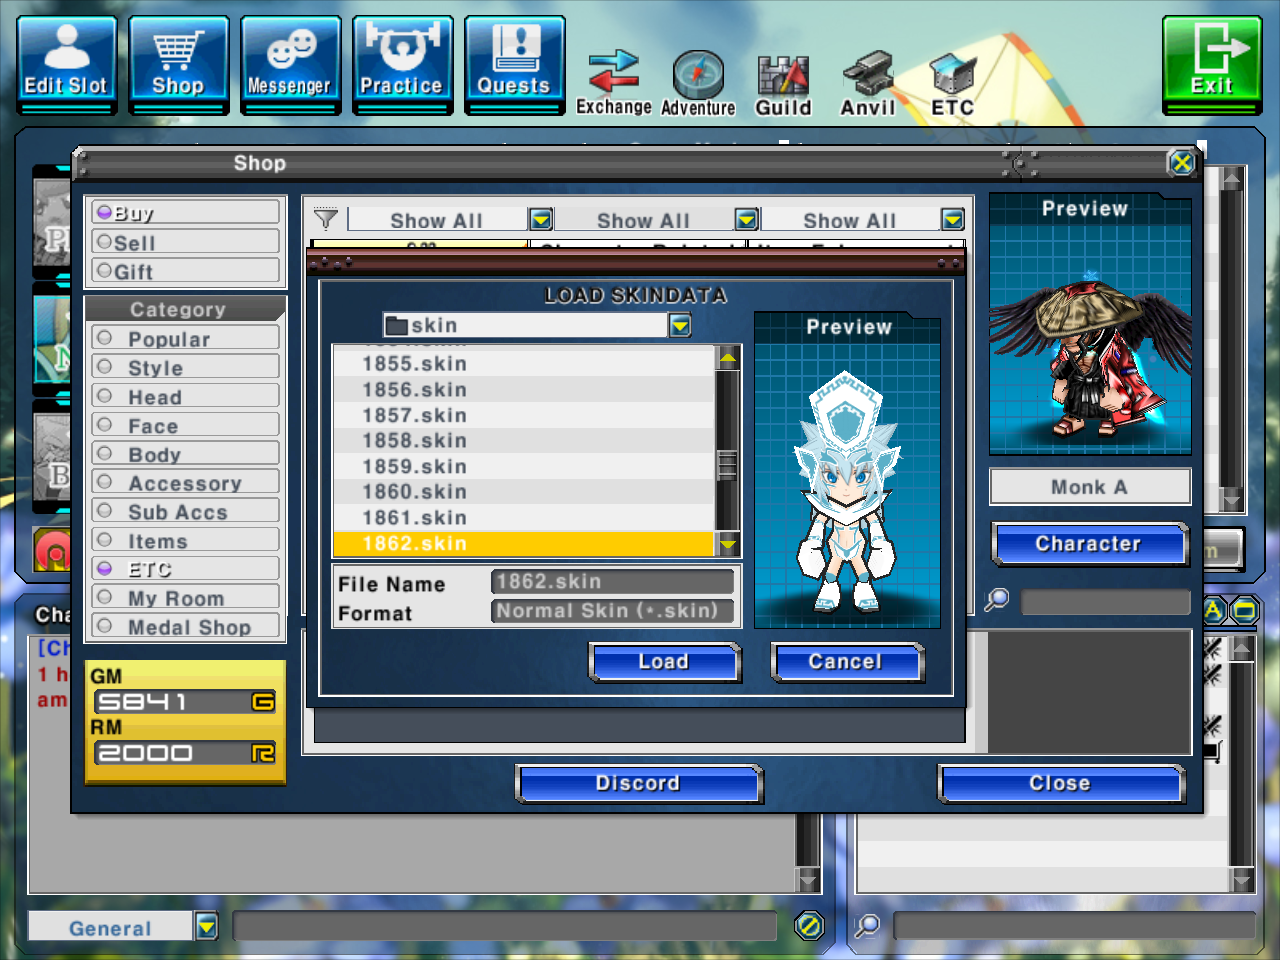 Edit Slot
Shop
Messenger
Practice
Quests
Exchange
Adventure
Guild
Anvil
ETC
Exit
Shop
Buy
Sell
Gift
Category
Popular
Style
Head
Face
Body
Accessory
Sub Accs
Items
ETC
My Room
Medal Shop
GM
5841 G
RM
2000 R
Show All
Show All
Show All
LOAD SKINDATA
skin
1855.skin
1856.skin
1857.skin
1858.skin
1859.skin
1860.skin
1861.skin
1862.skin
File Name
1862.skin
Format
Normal Skin (*.skin)
Preview
Load
Cancel
Preview
Monk A
Character
Discord
Close
Cha
[Ch
1 h
am
General